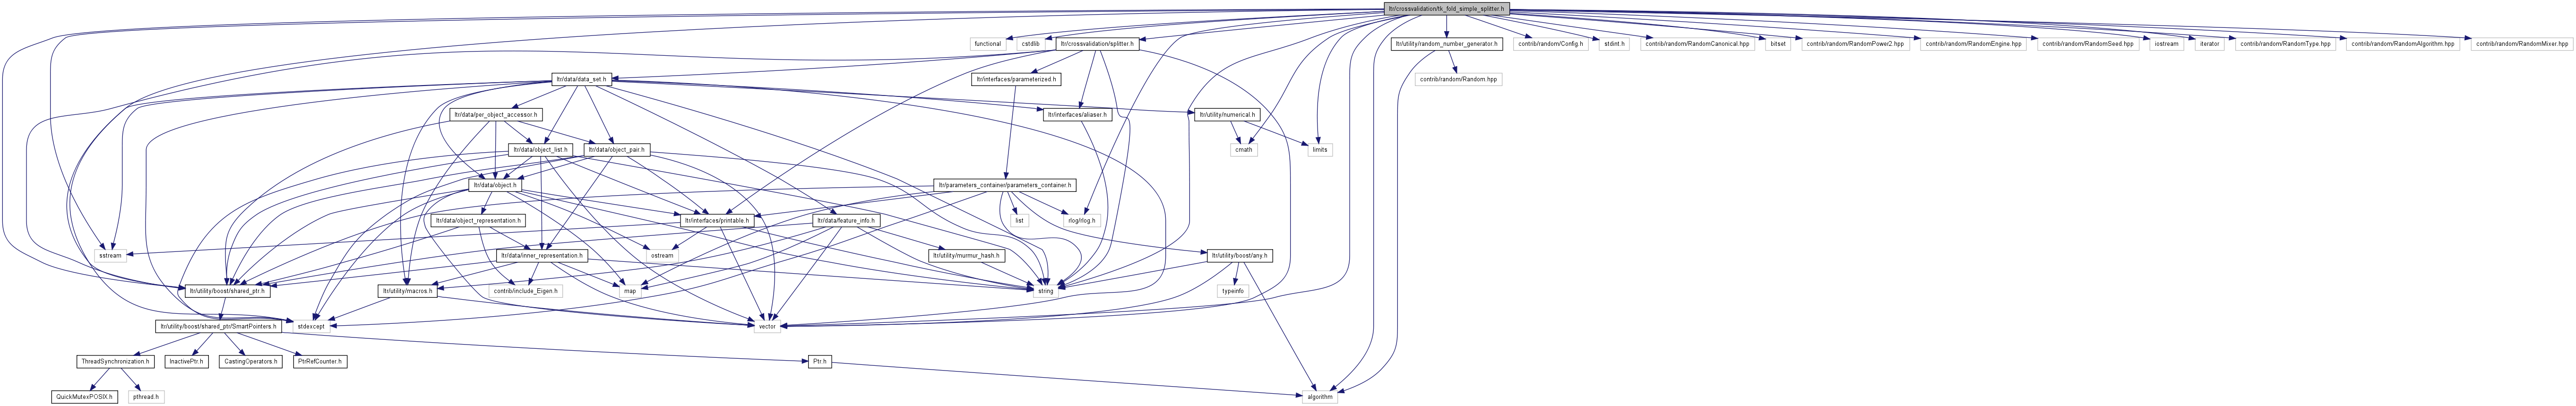 ltr/crossvalidation/tk_fold_simple_splitter.h
functional
cstdlib
ltr/crossvalidation/splitter.h
ltr/utility/random_number_generator.h
contrib/random/Config.h
stdint.h
contrib/random/RandomCanonical.hpp
bitset
contrib/random/RandomPower2.hpp
contrib/random/RandomEngine.hpp
contrib/random/RandomSeed.hpp
iostream
iterator
contrib/random/RandomType.hpp
contrib/random/RandomAlgorithm.hpp
contrib/random/RandomMixer.hpp
ltr/data/data_set.h
ltr/interfaces/parameterized.h
contrib/random/Random.hpp
ltr/data/per_object_accessor.h
ltr/interfaces/aliaser.h
ltr/utility/numerical.h
ltr/data/object_list.h
ltr/data/object_pair.h
cmath
limits
ltr/data/object.h
ltr/parameters_container/parameters_container.h
ltr/data/object_representation.h
ltr/interfaces/printable.h
ltr/data/feature_info.h
list
rlog/rlog.h
sstream
ltr/data/inner_representation.h
ostream
ltr/utility/murmur_hash.h
ltr/utility/boost/any.h
ltr/utility/boost/shared_ptr.h
ltr/utility/macros.h
contrib/include_Eigen.h
map
string
typeinfo
ltr/utility/boost/shared_ptr/SmartPointers.h
stdexcept
vector
ThreadSynchronization.h
InactivePtr.h
CastingOperators.h
PtrRefCounter.h
Ptr.h
QuickMutexPOSIX.h
pthread.h
algorithm